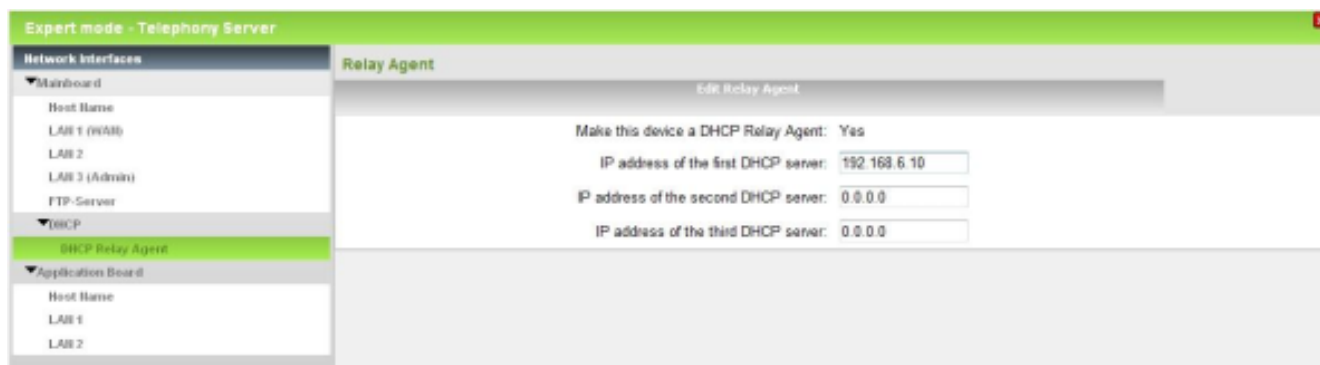 Expert mode - Telephony Server
Network Interfaces
Mainboard
Host Name
LAN 1 (WAN)
LAN 2
LAN 3 (Admin)
FTP-Server
DHCP
DHCP Relay Agent
Application Board
Host Name
LAN 1
LAN 2
Relay Agent
Edit Relay Agent
Make this device a DHCP Relay Agent: Yes
IP address of the first DHCP server: 192.168.6.10
IP address of the second DHCP server: 0.0.0.0
IP address of the third DHCP server: 0.0.0.0